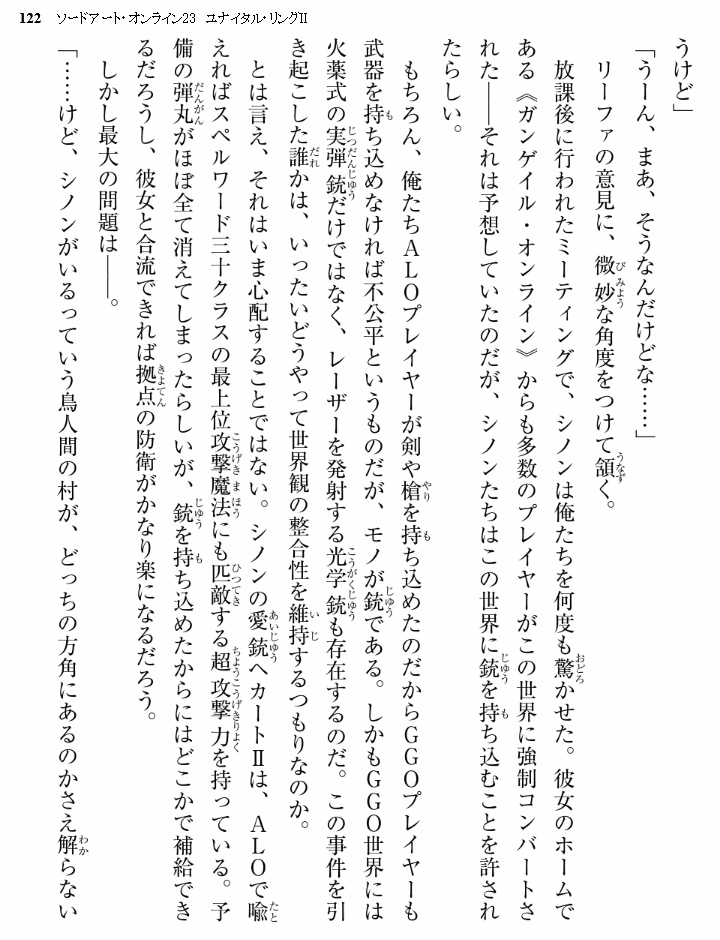 122 ソードアート・オンライン23 ユナイタル・リングⅡ
うけど」
「うーん、まあ、そうなんだけどな……」
リーファの意見に、微妙な角度をつけて頷く。
放課後に行われたミーティングで、シノンは俺たちを何度も驚かせた。彼女のホームで
ある《ガンゲイル・オンライン》からも多数のプレイヤーがこの世界に強制コンバートさ
れた――それは予想していたのだが、シノンたちはこの世界に銃を持ち込むことを許され
たらしい。
もちろん、俺たちＡＬＯプレイヤーが剣や槍を持ち込めたのだからＧＧＯプレイヤーも
武器を持ち込めなければ不公平というものだが、モノが銃である。しかもＧＧＯ世界には
火薬式の実弾銃だけではなく、レーザーを発射する光学銃も存在するのだ。この事件を引
き起こした誰かは、いったいどうやって世界観の整合性を維持するつもりなのか。
とは言え、それはいま心配することではない。シノンの愛銃ヘカートⅡは、ＡＬＯで喩
えればスペルワード三十クラスの最上位攻撃魔法にも匹敵する超攻撃力を持っている。予
備の弾丸がほぼ全て消えてしまったらしいが、銃を持ち込めたからにはどこかで補給でき
るだろうし、彼女と合流できれば拠点の防衛がかなり楽になるだろう。
しかし最大の問題は――。
「……けど、シノンがいるっていう鳥人間の村が、どっちの方角にあるのかさえ解らない